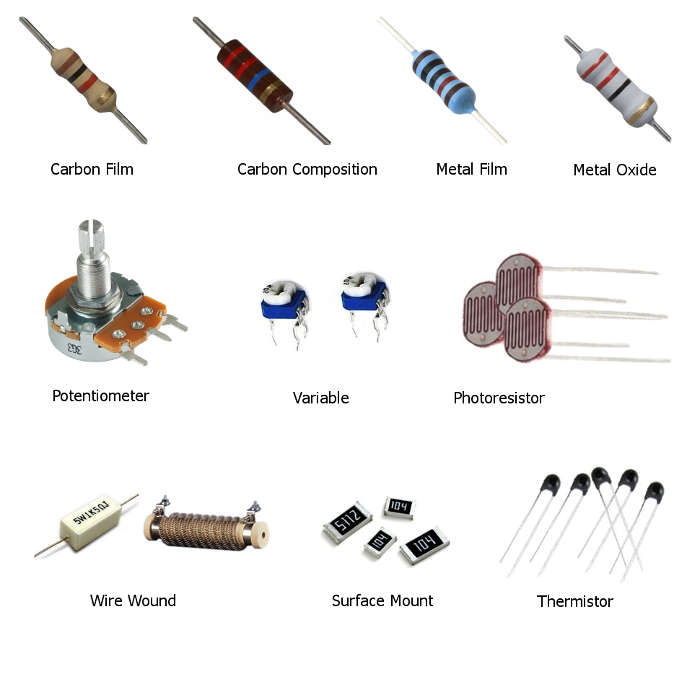 Carbon Film
Carbon Composition
Metal Film
Metal Oxide
Potentiometer
Variable
Photoresistor
5W1K5ΩJ
5112
104
104
104
Wire Wound
Surface Mount
Thermistor